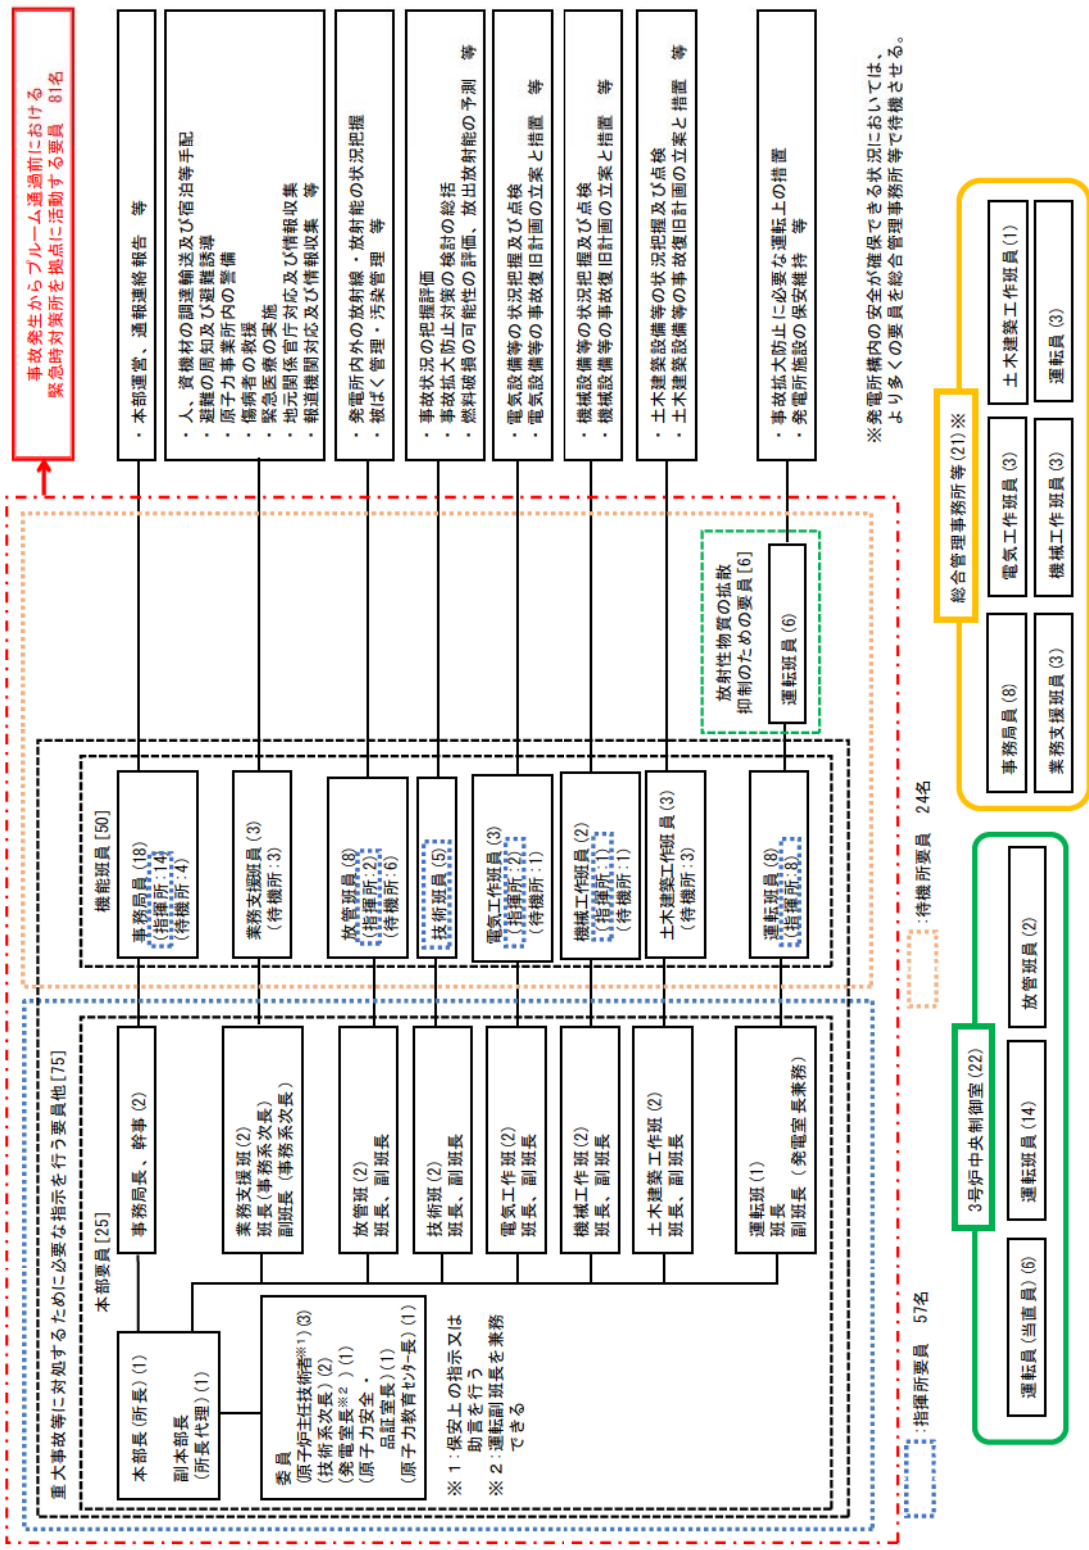 事故発生からプルーム通過前における
緊急時対策所を拠点に活動する要員　81名
重大事故等に対処するために必要な指示を行う要員他[75]
本部要員[25]
本部長(所長)(1)
副本部長
(所長代理)(1)
委員
(原子炉主任技術者※1)(3)
(技術系次長)(2)
(発電室長※2)(1)
(原子力安全・
品証室長)(1)
(原子力教育センター長)(1)
※1:保安上の指示又は
助言を行う
※2:運転副班長を兼務
できる
事務局長、幹事(2)
業務支援班(2)
班長(事務系次長)
副班長(事務系次長)
放管班(2)
班長、副班長
技術班(2)
班長、副班長
電気工作班(2)
班長、副班長
機械工作班(2)
班長、副班長
土木建築工作班(2)
班長、副班長
運転班(1)
班長
副班長(発電室長兼務)
機能班員[50]
事務局員(18)
(指揮所:14)
(待機所:4)
業務支援班員(3)
(待機所:3)
放管班員(8)
(指揮所:2)
(待機所:6)
技術班員(5)
電気工作班員(3)
(指揮所:2)
(待機所:1)
機械工作班員(2)
(指揮所:1)
(待機所:1)
土木建築工作班員(3)
(待機所:3)
運転班員(8)
(指揮所:8)
放射性物質の拡散
抑制のための要員[6]
運転班員(6)
・本部運営、通報連絡報告　等
・人、資機材の調達輸送及び宿泊等手配
・避難の周知及び避難誘導
・原子力事業所内の警備
・傷病者の救援
・緊急医療の実施
・地元関係官庁対応及び情報収集
・報道機関対応及び情報収集　等
・発電所内外の放射線・放射能の状況把握
・被ばく管理・汚染管理　等
・事故状況の把握評価
・事故拡大防止対策の検討の総括
・燃料破損の可能性の評価、放出放射能の予測　等
・電気設備等の状況把握及び点検
・電気設備等の事故復旧計画の立案と措置　等
・機械設備等の状況把握及び点検
・機械設備等の事故復旧計画の立案と措置　等
・土木建築設備等の状況把握及び点検
・土木建築設備等の事故復旧計画の立案と措置　等
・事故拡大防止に必要な運転上の措置
・発電所施設の保安維持　等
※発電所構内の安全が確保できる状況においては、
より多くの要員を総合管理事務所等で待機させる。
:指揮所要員　57名
:待機所要員　24名
3号炉中央制御室(22)
運転員(当直員)(6)
運転班員(14)
放管班員(2)
総合管理事務所等(21)※
事務局員(8)
電気工作班員(3)
土木建築工作班員(1)
業務支援班員(3)
機械工作班員(3)
運転員(3)